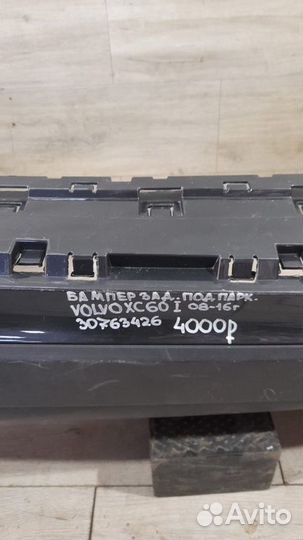 БАМПЕР ЗАД. ПОД ПАРК.
VOLVO XC60 I 08-16г
30763426 4000р
Avito